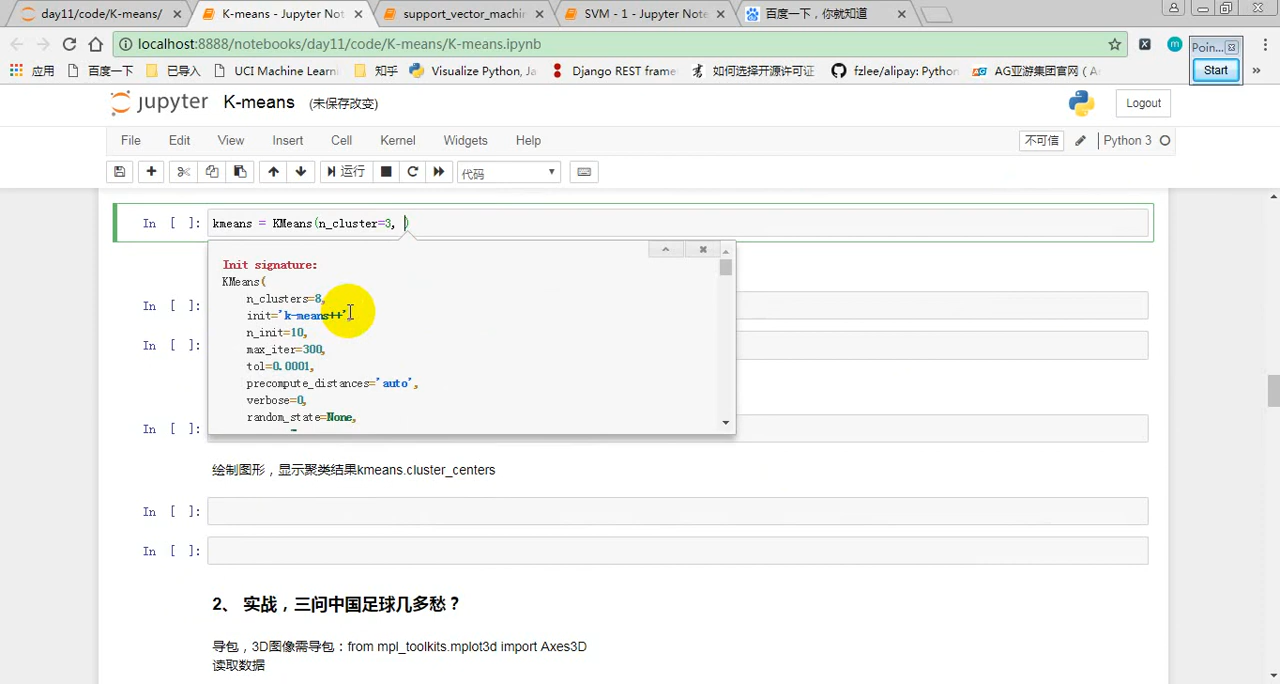 day11/code/K-means/
K-means - Jupyter Not
support_vector_machin
SVM - 1 - Jupyter Note
百度一下，你就知道
localhost:8888/notebooks/day11/code/K-means/K-means.ipynb
Poin...
Start
应用
百度一下
已导入
UCI Machine Learni
知乎
Visualize Python, Ja
Django REST frame
如何选择开源许可证
fzlee/alipay: Python
AG亚游集团官网（A
»
jupyter
K-means
(未保存改变)
Logout
File
Edit
View
Insert
Cell
Kernel
Widgets
Help
不可信
Python 3
运行
代码
In [ ]:
kmeans = KMeans(n_cluster=3, )
Init signature:
KMeans(
n_clusters=8,
init='k-means++',
n_init=10,
max_iter=300,
tol=0.0001,
precompute_distances='auto',
verbose=0,
random_state=None,
In [ ]:
In [ ]:
In [ ]:
绘制图形，显示聚类结果kmeans.cluster_centers
In [ ]:
In [ ]:
2、 实战，三问中国足球几多愁？
导包，3D图像需导包：from mpl_toolkits.mplot3d import Axes3D
读取数据